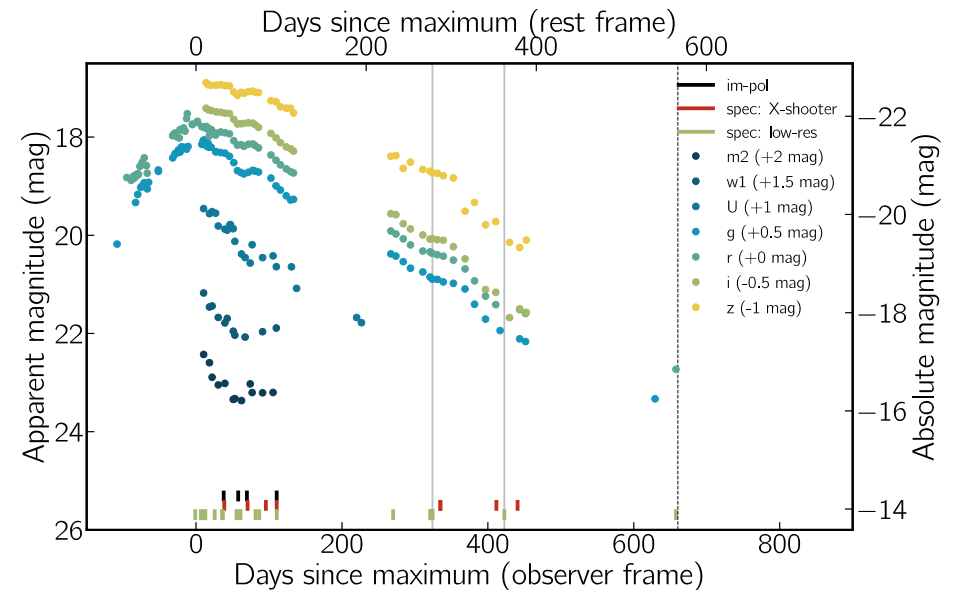 Days since maximum (rest frame)
0 200 400 600
Apparent magnitude (mag)
18
20
22
24
26
−22
−20
−18
−16
−14
Absolute magnitude (mag)
im-pol
spec: X-shooter
spec: low-res
m2 (+2 mag)
w1 (+1.5 mag)
U (+1 mag)
g (+0.5 mag)
r (+0 mag)
i (-0.5 mag)
z (-1 mag)
0 200 400 600 800
Days since maximum (observer frame)